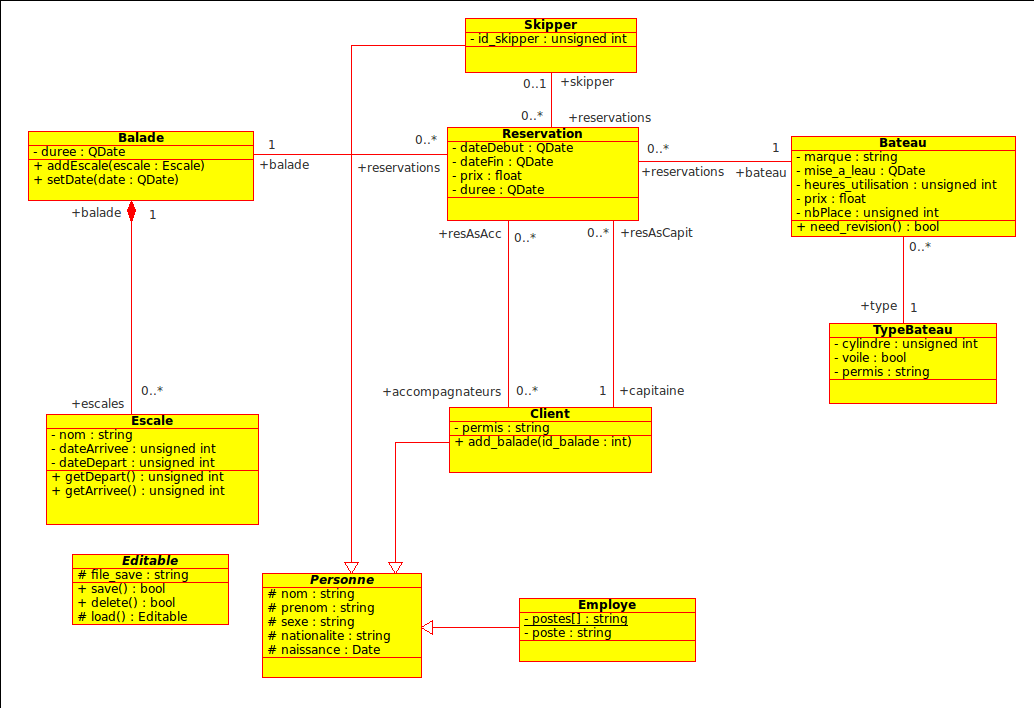 Skipper
- id_skipper : unsigned int
0..1
+skipper
0..*
+reservations
Balade
- duree : QDate
+ addEscale(escale : Escale)
+ setDate(date : QDate)
1
+balade
0..*
+reservations
Reservation
- dateDebut : QDate
- dateFin : QDate
- prix : float
- duree : QDate
0..*
+reservations
1
+bateau
Bateau
- marque : string
- mise_a_leau : QDate
- heures_utilisation : unsigned int
- prix : float
- nbPlace : unsigned int
+ need_revision() : bool
+balade
1
+resAsAcc
0..*
0..*
+resAsCapit
0..*
+type
1
TypeBateau
- cylindre : unsigned int
- voile : bool
- permis : string
0..*
+escales
+accompagnateurs
0..*
1
+capitaine
Escale
- nom : string
- dateArrivee : unsigned int
- dateDepart : unsigned int
+ getDepart() : unsigned int
+ getArrivee() : unsigned int
Client
- permis : string
+ add_balade(id_balade : int)
Editable
# file_save : string
+ save() : bool
+ delete() : bool
# load() : Editable
Personne
# nom : string
# prenom : string
# sexe : string
# nationalite : string
# naissance : Date
Employe
- postes[] : string
- poste : string